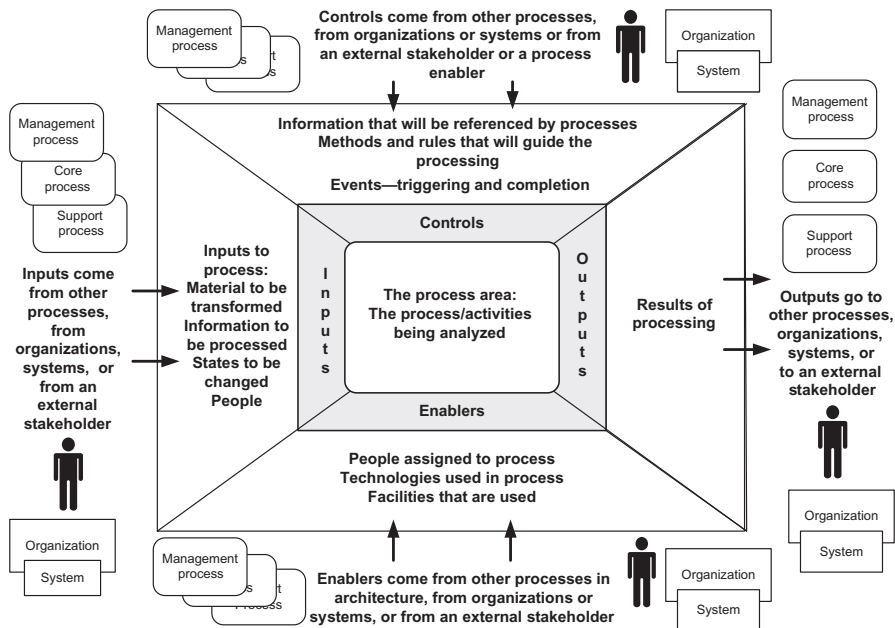 Management
process
s
rt
ss
Controls come from other processes,
from organizations or systems or from
an external stakeholder or a process
enabler
Organization
System
Management
process
Core
process
Support
process
Inputs come
from other
processes,
from
organizations,
systems, or
from an
external
stakeholder
Organization
System
Information that will be referenced by processes
Methods and rules that will guide the
processing
Events—triggering and completion
Controls
Inputs to
process:
Material to be
transformed
Information to
be processed
States to be
changed
People
Inputs
The process area:
The process/activities
being analyzed
Outputs
Results of
processing
Enablers
People assigned to process
Technologies used in process
Facilities that are used
Management
process
Core
process
Support
process
Outputs go to
other processes,
organizations,
systems, or
to an external
stakeholder
Organization
System
Management
process
s
rt
Enablers come from other processes in
architecture, from organizations or
systems, or from an external stakeholder
Organization
System